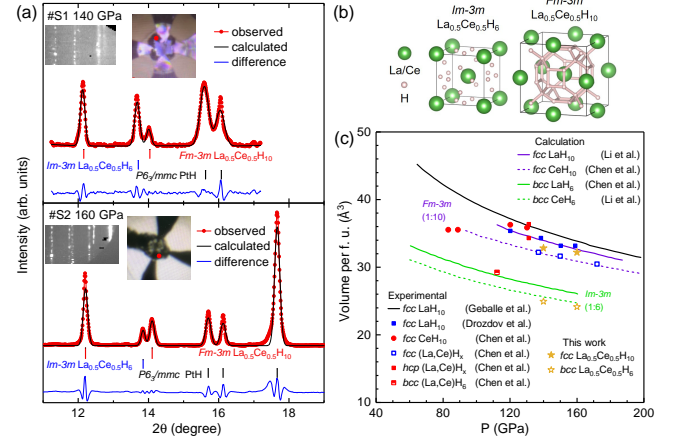 (a)
#S1 140 GPa
observed
calculated
difference
Fm-3m La0.5Ce0.5H10
Im-3m La0.5Ce0.5H6
P63/mmc PtH
#S2 160 GPa
observed
calculated
difference
Fm-3m La0.5Ce0.5H10
Im-3m La0.5Ce0.5H6
P63/mmc PtH
Intensity (arb. units)
12 14 16 18
2θ (degree)
(b)
Im-3m
La0.5Ce0.5H6
Fm-3m
La0.5Ce0.5H10
La/Ce
H
(c)
50
40
30
20
10
Volume per f. u. (Å3)
Calculation
fcc LaH10 (Li et al.)
fcc CeH10 (Chen et al.)
bcc LaH6 (Chen et al.)
bcc CeH6 (Li et al.)
Fm-3m
(1:10)
Im-3m
(1:6)
Experimental
fcc LaH10 (Geballe et al.)
fcc LaH10 (Drozdov et al.)
fcc CeH10 (Chen et al.)
fcc (La,Ce)Hx (Chen et al.)
hcp (La,Ce)Hx (Chen et al.)
bcc (La,Ce)Hx (Chen et al.)
This work
fcc La0.5Ce0.5H10
bcc La0.5Ce0.5H6
40 80 120 160 200
P (GPa)